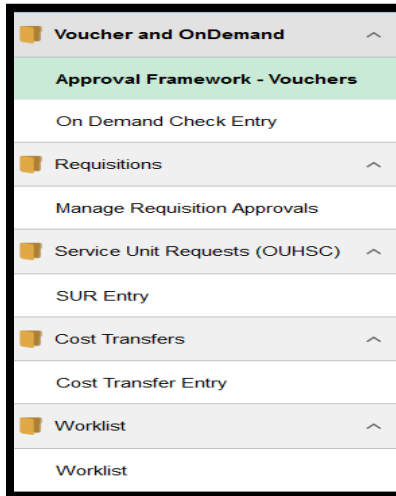 Voucher and OnDemand
Approval Framework - Vouchers
On Demand Check Entry
Requisitions
Manage Requisition Approvals
Service Unit Requests (OUHSC)
SUR Entry
Cost Transfers
Cost Transfer Entry
Worklist
Worklist